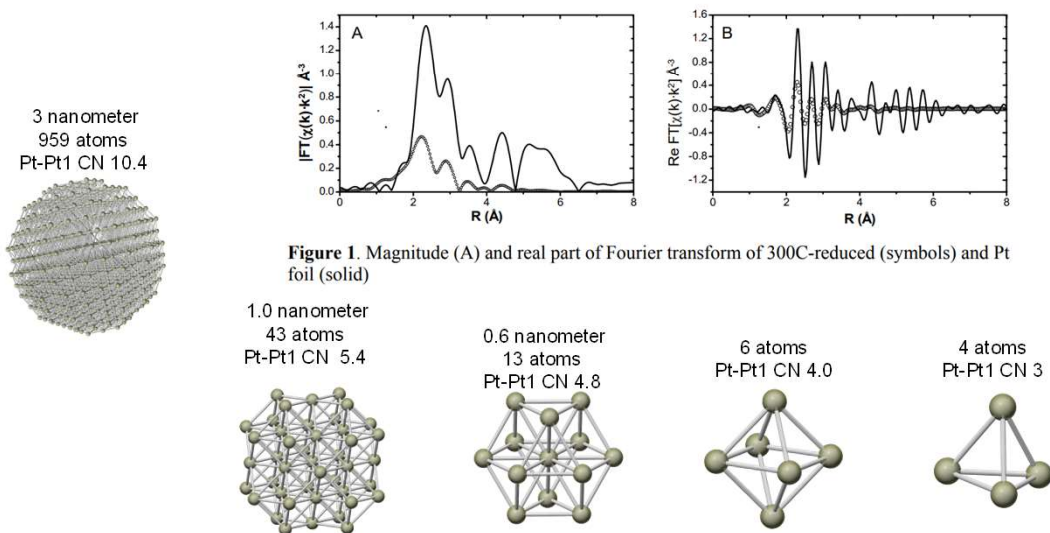 3 nanometer
959 atoms
Pt-Pt1 CN 10.4
A
1.4
1.2
1.0
0.8
0.6
0.4
0.2
0.0
0 2 4 6 8
R (Å)
|FT(χ(k)·k²)| Å⁻³
B
1.6
1.2
0.8
0.4
0.0
-0.4
-0.8
-1.2
0 2 4 6 8
R (Å)
Re FT[χ(k)·k²] Å⁻³
Figure 1. Magnitude (A) and real part of Fourier transform of 300C-reduced (symbols) and Pt
foil (solid)
1.0 nanometer
43 atoms
Pt-Pt1 CN 5.4
0.6 nanometer
13 atoms
Pt-Pt1 CN 4.8
6 atoms
Pt-Pt1 CN 4.0
4 atoms
Pt-Pt1 CN 3